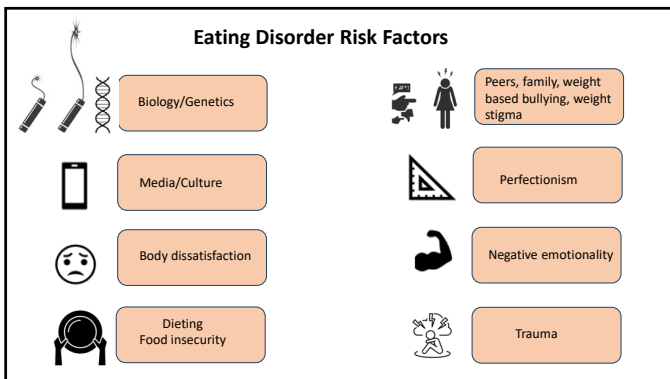 Eating Disorder Risk Factors
Biology/Genetics
Media/Culture
Body dissatisfaction
Dieting
Food insecurity
Peers, family, weight
based bullying, weight
stigma
Perfectionism
Negative emotionality
Trauma